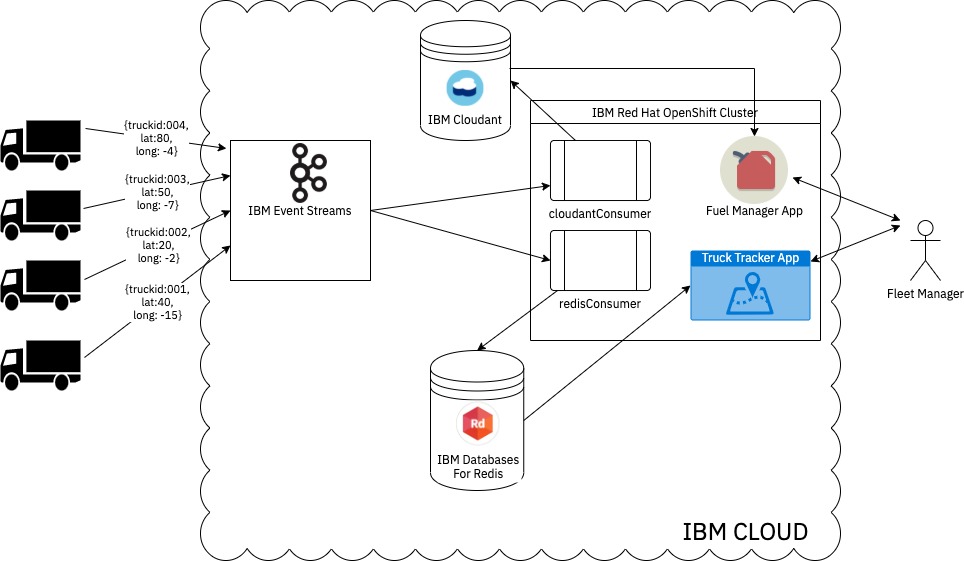 {truckid:004,
lat:80,
long: -4}
{truckid:003,
lat:50,
long: -7}
{truckid:002,
lat:20,
long: -2}
{truckid:001,
lat:40,
long: -15}
IBM Event Streams
IBM Cloudant
IBM Red Hat OpenShift Cluster
cloudantConsumer
redisConsumer
Fuel Manager App
Truck Tracker App
Fleet Manager
Rd
IBM Databases
For Redis
IBM CLOUD